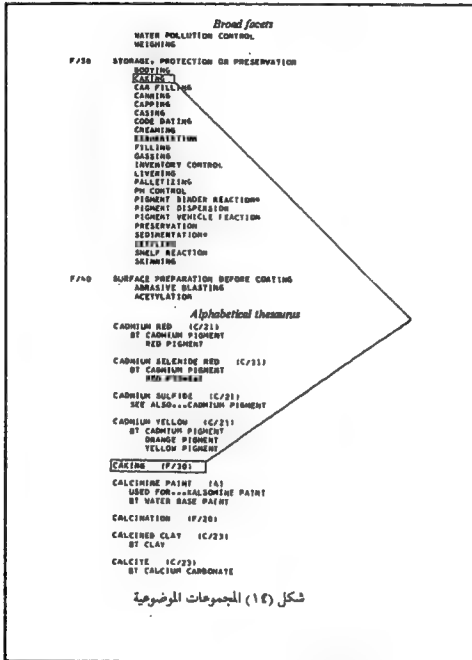 Broad facets
WATER POLLUTION CONTROL
WEIGHING
F/30 STORAGE, PROTECTION OR PRESERVATION
BODYING
CAKING
CAN FILLING
CANNING
CAPPING
CASING
CODE DATING
CREAMING
FILLING
GASSING
INVENTORY CONTROL
LIVERING
PALLETIZING
PH CONTROL
PIGMENT BINDER REACTION*
PIGMENT DISPERSION
PIGMENT VEHICLE REACTION
PRESERVATION
SEDIMENTATION*
SETTLING
SHELF REACTION
SKINNING
F/40 SURFACE PREPARATION BEFORE COATING
ABRASIVE BLASTING
ACETYLATION
Alphabetical thesaurus
CADMIUM RED (C/21)
BT CADMIUM PIGMENT
RED PIGMENT
CADMIUM SELENIDE RED (C/21)
BT CADMIUM PIGMENT
RED PIGMENT
CADMIUM SULFIDE (C/21)
SEE ALSO...CADMIUM PIGMENT
CADMIUM YELLOW (C/21)
BT CADMIUM PIGMENT
ORANGE PIGMENT
YELLOW PIGMENT
CAKING (F/30)
CALCIMINE PAINT (A)
USED FOR...KALSOMINE PAINT
BT WATER BASE PAINT
CALCINATION (F/20)
CALCINED CLAY (C/23)
BT CLAY
CALCITE (C/23)
BT CALCIUM CARBONATE
شكل (١٤) المجموعات الموضوعية